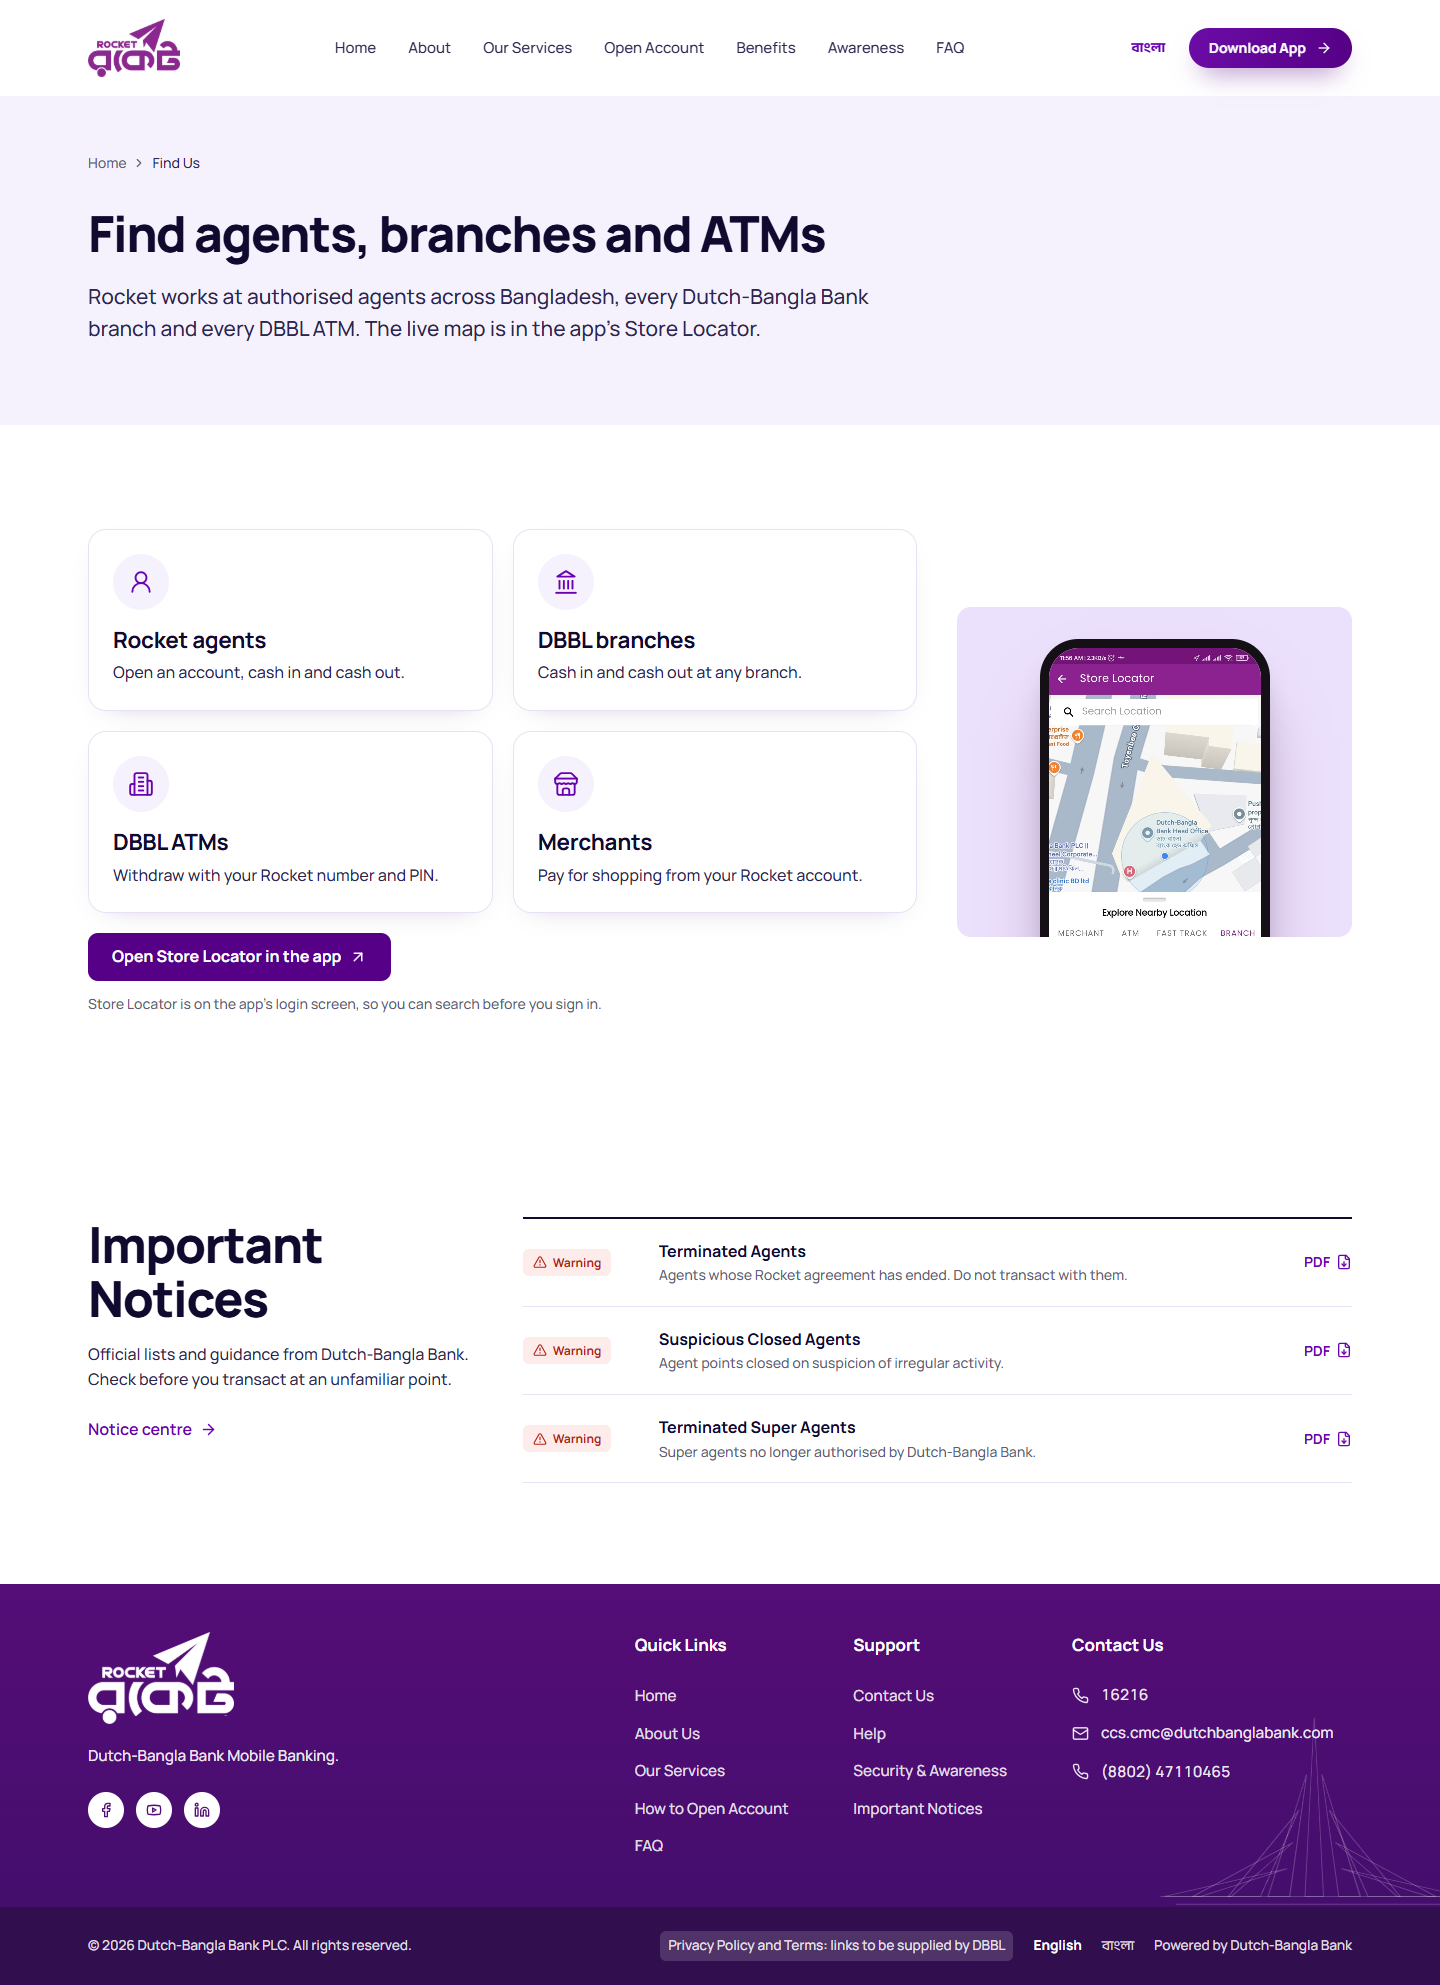 ROCKET
রকেট
Home
About
Our Services
Open Account
Benefits
Awareness
FAQ
বাংলা
Download App
Home > Find Us
Find agents, branches and ATMs
Rocket works at authorised agents across Bangladesh, every Dutch-Bangla Bank
branch and every DBBL ATM. The live map is in the app's Store Locator.
Rocket agents
Open an account, cash in and cash out.
DBBL branches
Cash in and cash out at any branch.
DBBL ATMs
Withdraw with your Rocket number and PIN.
Merchants
Pay for shopping from your Rocket account.
Open Store Locator in the app
Store Locator is on the app's login screen, so you can search before you sign in.
Store Locator
Search Location
Dutch-Bangla
Bank Head Office
Explore Nearby Location
MERCHANT ATM FAST TRACK BRANCH
Important
Notices
Official lists and guidance from Dutch-Bangla Bank.
Check before you transact at an unfamiliar point.
Notice centre
Warning
Terminated Agents
Agents whose Rocket agreement has ended. Do not transact with them.
PDF
Warning
Suspicious Closed Agents
Agent points closed on suspicion of irregular activity.
PDF
Warning
Terminated Super Agents
Super agents no longer authorised by Dutch-Bangla Bank.
PDF
ROCKET
রকেট
Dutch-Bangla Bank Mobile Banking.
Quick Links
Home
About Us
Our Services
How to Open Account
FAQ
Support
Contact Us
Help
Security & Awareness
Important Notices
Contact Us
16216
ccs.cmc@dutchbanglabank.com
(8802) 47110465
© 2026 Dutch-Bangla Bank PLC. All rights reserved.
Privacy Policy and Terms: links to be supplied by DBBL
English
বাংলা
Powered by Dutch-Bangla Bank